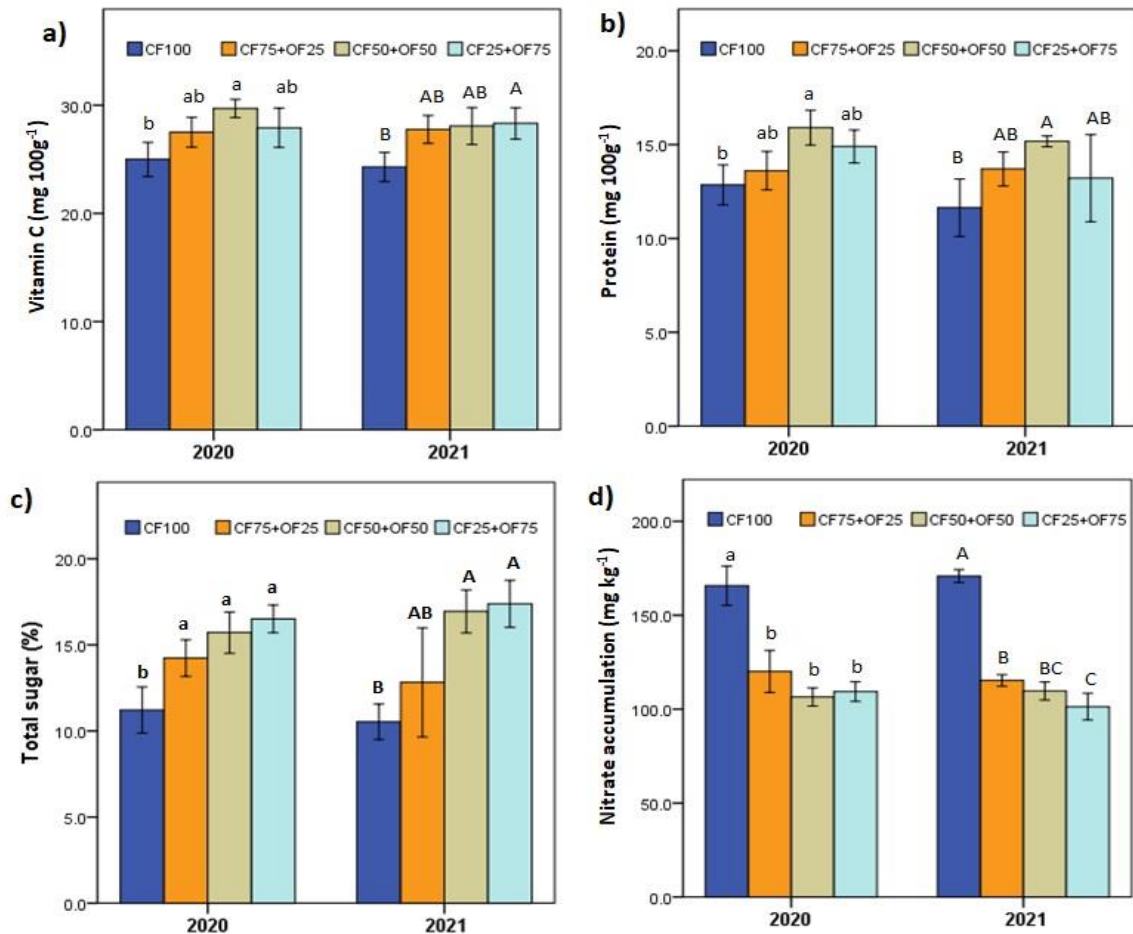 a)
CF100 CF75+OF25 CF50+OF50 CF25+OF75
Vitamin C (mg 100g⁻¹)
30.0
20.0
10.0
0.0
b ab a ab
B AB AB A
2020 2021
b)
CF100 CF75+OF25 CF50+OF50 CF25+OF75
Protein (mg 100g⁻¹)
20.0
15.0
10.0
5.0
0.0
b ab a ab
B AB A AB
2020 2021
c)
CF100 CF75+OF25 CF50+OF50 CF25+OF75
Total sugar (%)
20.0
15.0
10.0
5.0
0.0
b a a a
B AB A A
2020 2021
d)
CF100 CF75+OF25 CF50+OF50 CF25+OF75
Nitrate accumulation (mg kg⁻¹)
200.0
150.0
100.0
50.0
0.0
a b b b
A B BC C
2020 2021